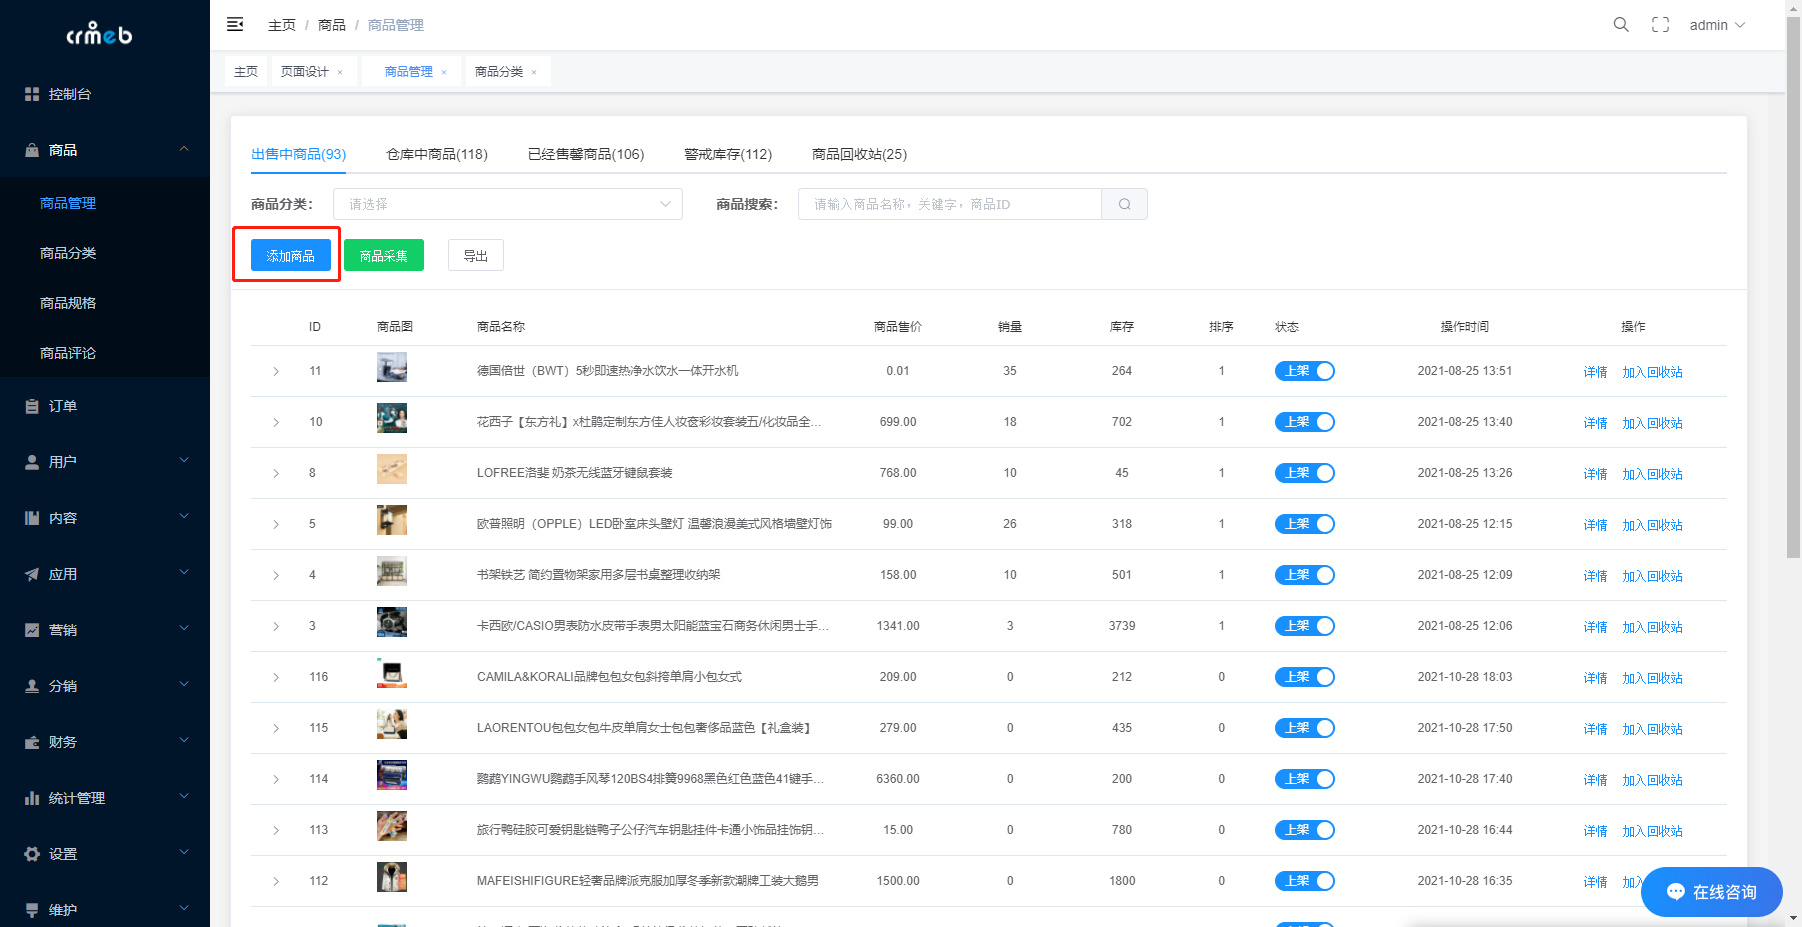 crmeb
主页 / 商品 / 商品管理
admin
主页 页面设计 × 商品管理 × 商品分类 ×
控制台
商品
商品管理
商品分类
商品规格
商品评论
订单
用户
内容
应用
营销
分销
财务
统计管理
设置
维护
出售中商品(93) 仓库中商品(118) 已经售馨商品(106) 警戒库存(112) 商品回收站(25)
商品分类： 请选择 商品搜索： 请输入商品名称，关键字，商品ID
添加商品 商品采集 导出
ID 商品图 商品名称 商品售价 销量 库存 排序 状态 操作时间 操作
11 德国倍世（BWT）5秒即速热净水饮水一体开水机 0.01 35 264 1 上架 2021-08-25 13:51 详情 加入回收站
10 花西子【东方礼】x杜鹃定制东方佳人妆奁彩妆套装五/化妆品全... 699.00 18 702 1 上架 2021-08-25 13:40 详情 加入回收站
8 LOFREE洛斐 奶茶无线蓝牙键鼠套装 768.00 10 45 1 上架 2021-08-25 13:26 详情 加入回收站
5 欧普照明（OPPLE）LED卧室床头壁灯 温馨浪漫美式风格墙壁灯饰 99.00 26 318 1 上架 2021-08-25 12:15 详情 加入回收站
4 书架铁艺 简约置物架家用多层书桌整理收纳架 158.00 10 501 1 上架 2021-08-25 12:09 详情 加入回收站
3 卡西欧/CASIO男表防水皮带手表男太阳能蓝宝石商务休闲男士手... 1341.00 3 3739 1 上架 2021-08-25 12:06 详情 加入回收站
116 CAMILA&KORALI品牌包包女包斜挎单肩小包女式 209.00 0 212 0 上架 2021-10-28 18:03 详情 加入回收站
115 LAORENTOU包包女包牛皮单肩女士包包奢侈品蓝色【礼盒装】 279.00 0 435 0 上架 2021-10-28 17:50 详情 加入回收站
114 鹦鹉YINGWU鹦鹉手风琴120BS4排簧9968黑色红色蓝色41键手... 6360.00 0 200 0 上架 2021-10-28 17:40 详情 加入回收站
113 旅行鸭硅胶可爱钥匙链鸭子公仔汽车钥匙挂件卡通小饰品挂饰钥... 15.00 0 780 0 上架 2021-10-28 16:44 详情 加入回收站
112 MAFEISHIFIGURE轻奢品牌派克服加厚冬季新款潮牌工装大鹅男 1500.00 0 1800 0 上架 2021-10-28 16:35 详情 加入
在线咨询